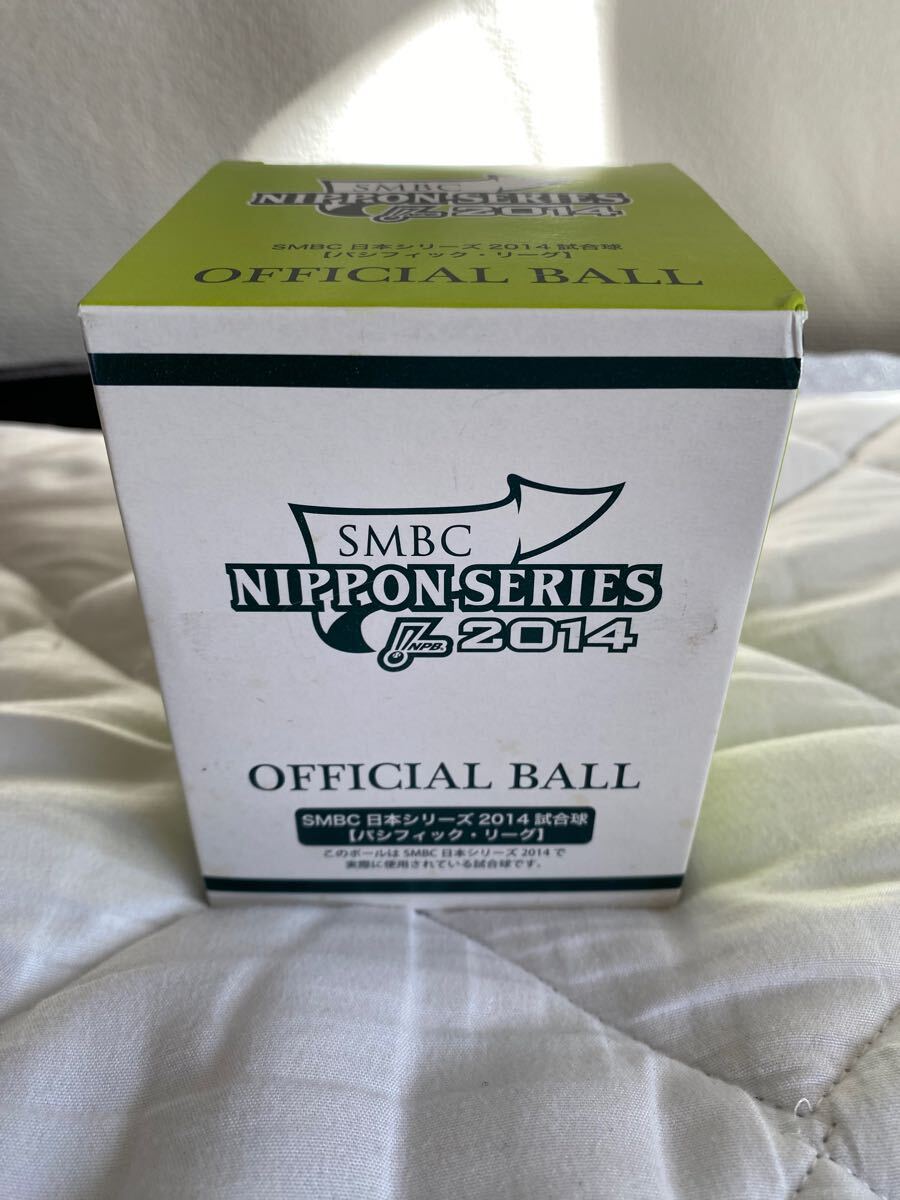 SMBC
NIPPON SERIES
2014
SMBC 日本シリーズ 2014 試合球
【パシフィック・リーグ】
OFFICIAL BALL
SMBC
NIPPON SERIES
NPB 2014
OFFICIAL BALL
SMBC 日本シリーズ 2014 試合球
【パシフィック・リーグ】
このボールは SMBC 日本シリーズ 2014 で
実際に使用されている試合球です。